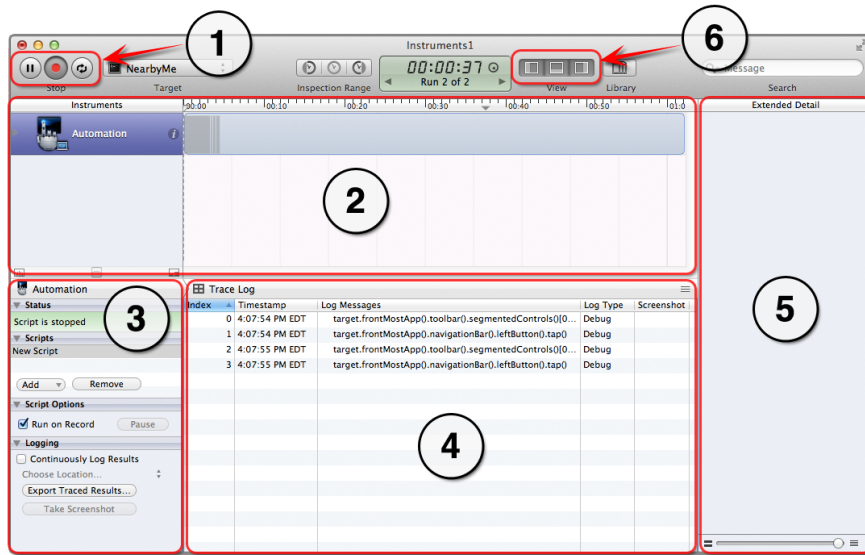 1
6
Instruments1
NearbyMe
00:00:37
Run 2 of 2
Stop
Target
Inspection Range
View
Library
Search
Instruments
00:10
00:20
00:30
00:40
00:50
Extended Detail
Automation
2
Automation
Status
Script is stopped
3
Scripts
New Script
Add
Remove
Script Options
Run on Record
Pause
Logging
Continuously Log Results
Choose Location...
Export Traced Results...
Take Screenshot
Trace Log
Index Timestamp Log Messages Log Type Screenshot
0 4:07:54 PM EDT target.frontMostApp().toolbar().segmentedControls()[0... Debug
1 4:07:54 PM EDT target.frontMostApp().navigationBar().leftButton().tap() Debug
2 4:07:55 PM EDT target.frontMostApp().toolbar().segmentedControls()[0... Debug
3 4:07:55 PM EDT target.frontMostApp().navigationBar().leftButton().tap() Debug
4
5